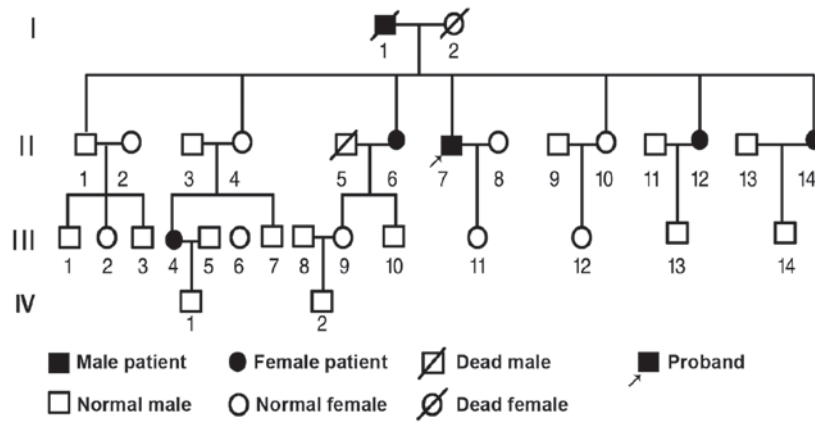 I
1 2
II
1 2 3 4 5 6 7 8 9 10 11 12 13 14
III
1 2 3 4 5 6 7 8 9 10 11 12 13 14
IV
1 2
Male patient Female patient Dead male Proband
Normal male Normal female Dead female